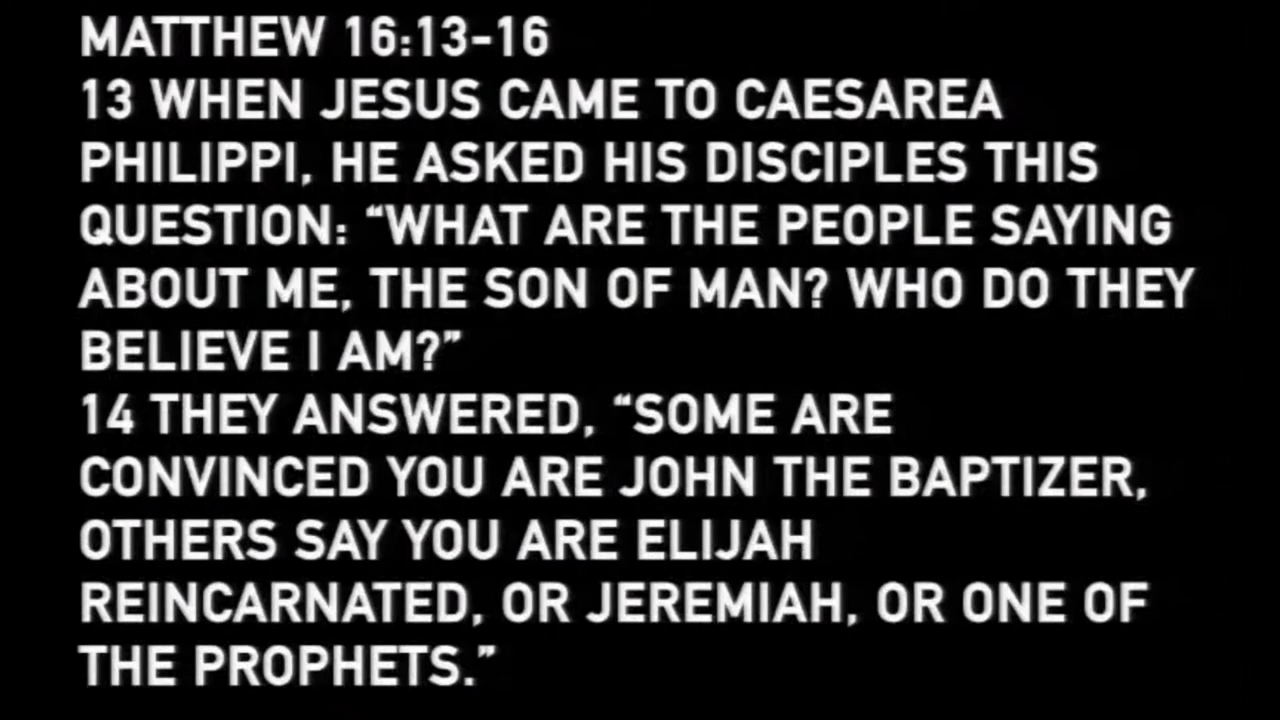 MATTHEW 16:13-16
13 WHEN JESUS CAME TO CAESAREA
PHILIPPI, HE ASKED HIS DISCIPLES THIS
QUESTION: “WHAT ARE THE PEOPLE SAYING
ABOUT ME, THE SON OF MAN? WHO DO THEY
BELIEVE I AM?”
14 THEY ANSWERED, “SOME ARE
CONVINCED YOU ARE JOHN THE BAPTIZER,
OTHERS SAY YOU ARE ELIJAH
REINCARNATED, OR JEREMIAH, OR ONE OF
THE PROPHETS.”